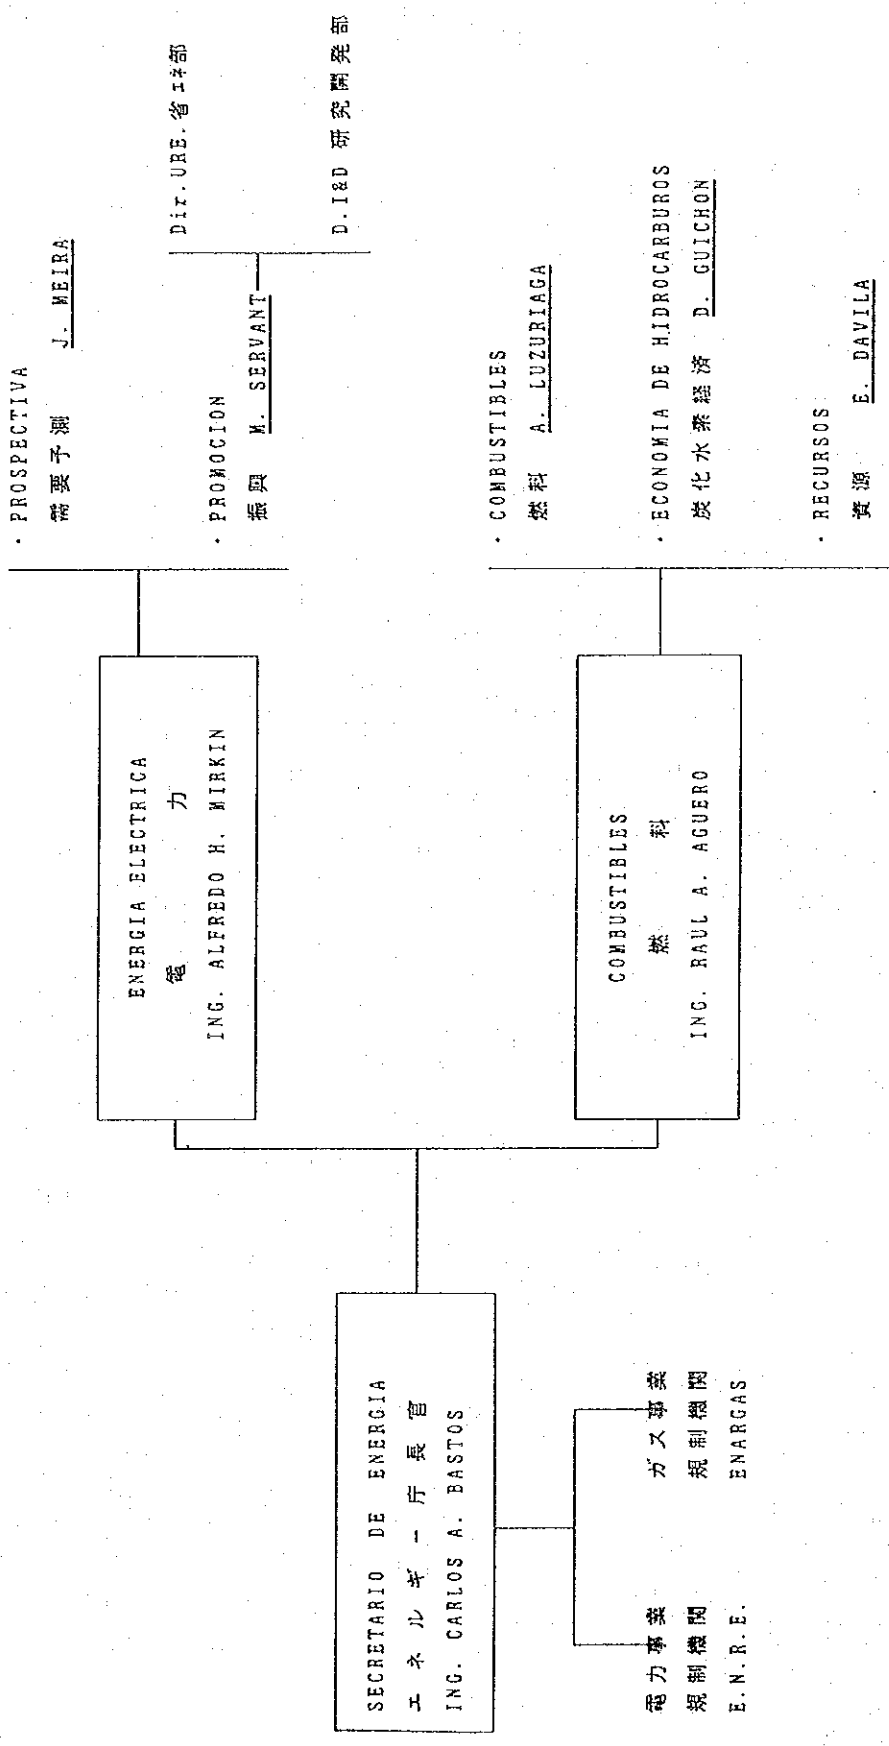 SECRETARIO DE ENERGIA
エネルギー庁長官
ING. CARLOS A. BASTOS
電力事業
規制機関
E.N.R.E.
ガス事業
規制機関
ENARGAS
ENERGIA ELECTRICA
電力
ING. ALFREDO H. MIRKIN
・PROSPECTIVA
需要予測 J. MEIRA
・PROMOCION
振興 M. SERVANT
Dir.URE.省エネ部
D.I&D 研究開発部
COMBUSTIBLES
燃料
ING. RAUL A. AGUERO
・COMBUSTIBLES
燃料 A. LUZURIAGA
・ECONOMIA DE HIDROCARBUROS
炭化水素経済 D. GUICHON
・RECURSOS
資源 E. DAVILA